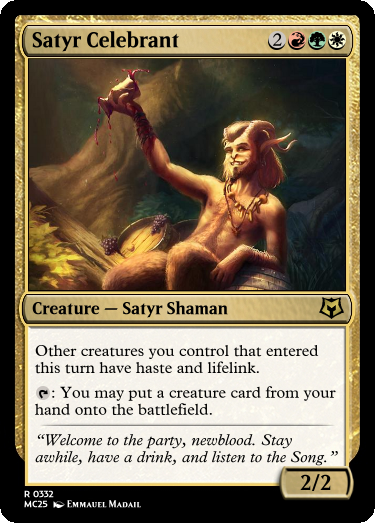 Satyr Celebrant 2
Creature — Satyr Shaman
Other creatures you control that entered
this turn have haste and lifelink.
: You may put a creature card from your
hand onto the battlefield.
“Welcome to the party, newblood. Stay
awhile, have a drink, and listen to the Song.”
2/2
R 0332
MC25 Emmauel Madail